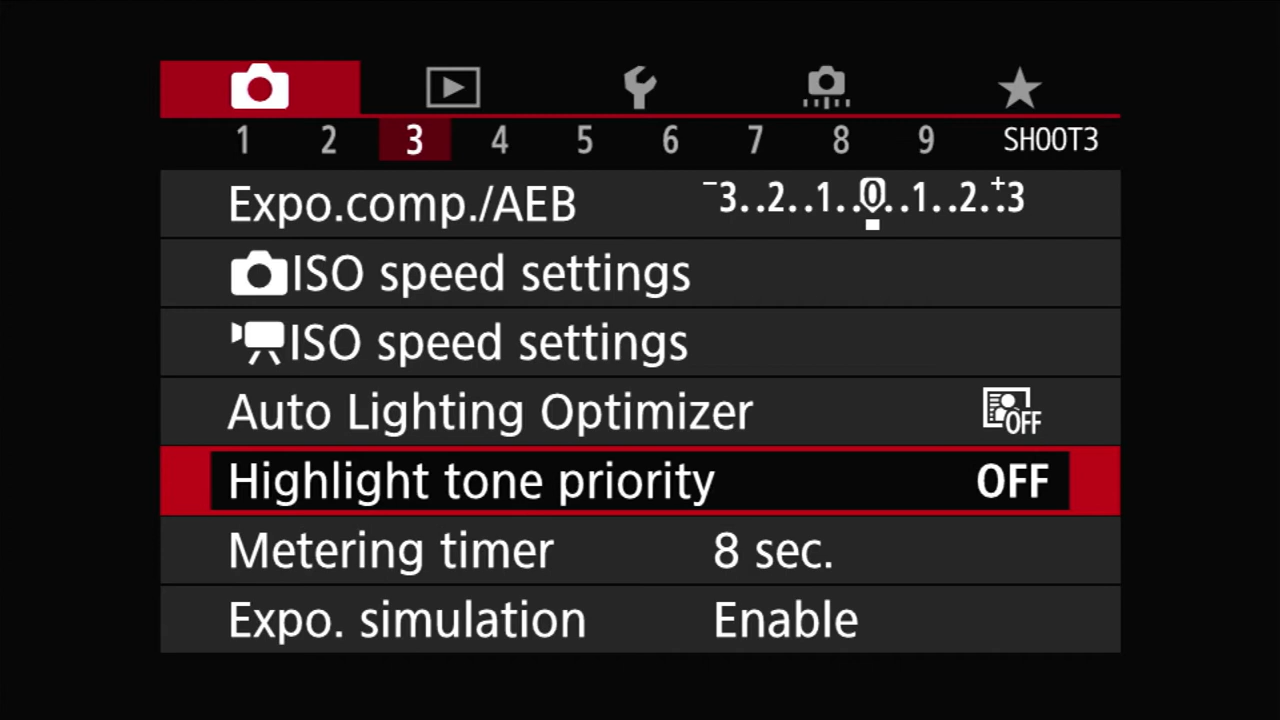 1 2 3 4 5 6 7 8 9 SHOOT3
Expo.comp./AEB -3..2..1..0..1..2..+3
ISO speed settings
ISO speed settings
Auto Lighting Optimizer OFF
Highlight tone priority OFF
Metering timer 8 sec.
Expo. simulation Enable